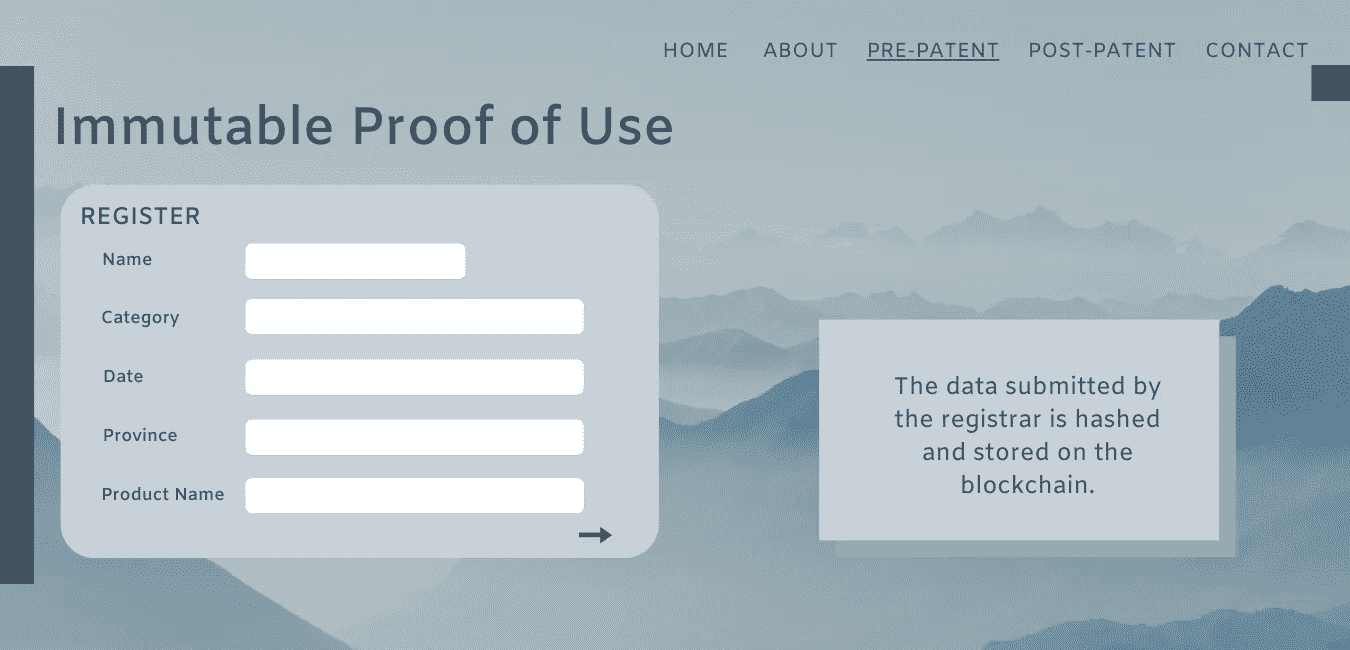 HOME ABOUT PRE-PATENT POST-PATENT CONTACT
Immutable Proof of Use
REGISTER
Name
Category
Date
Province
Product Name
The data submitted by
the registrar is hashed
and stored on the
blockchain.